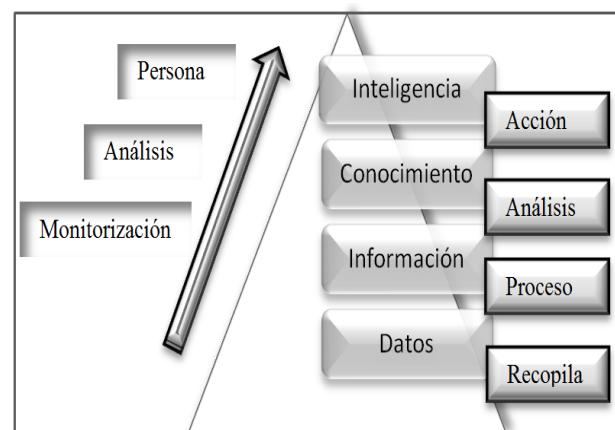 Persona
Análisis
Monitorización
Inteligencia
Acción
Conocimiento
Análisis
Información
Proceso
Datos
Recopila